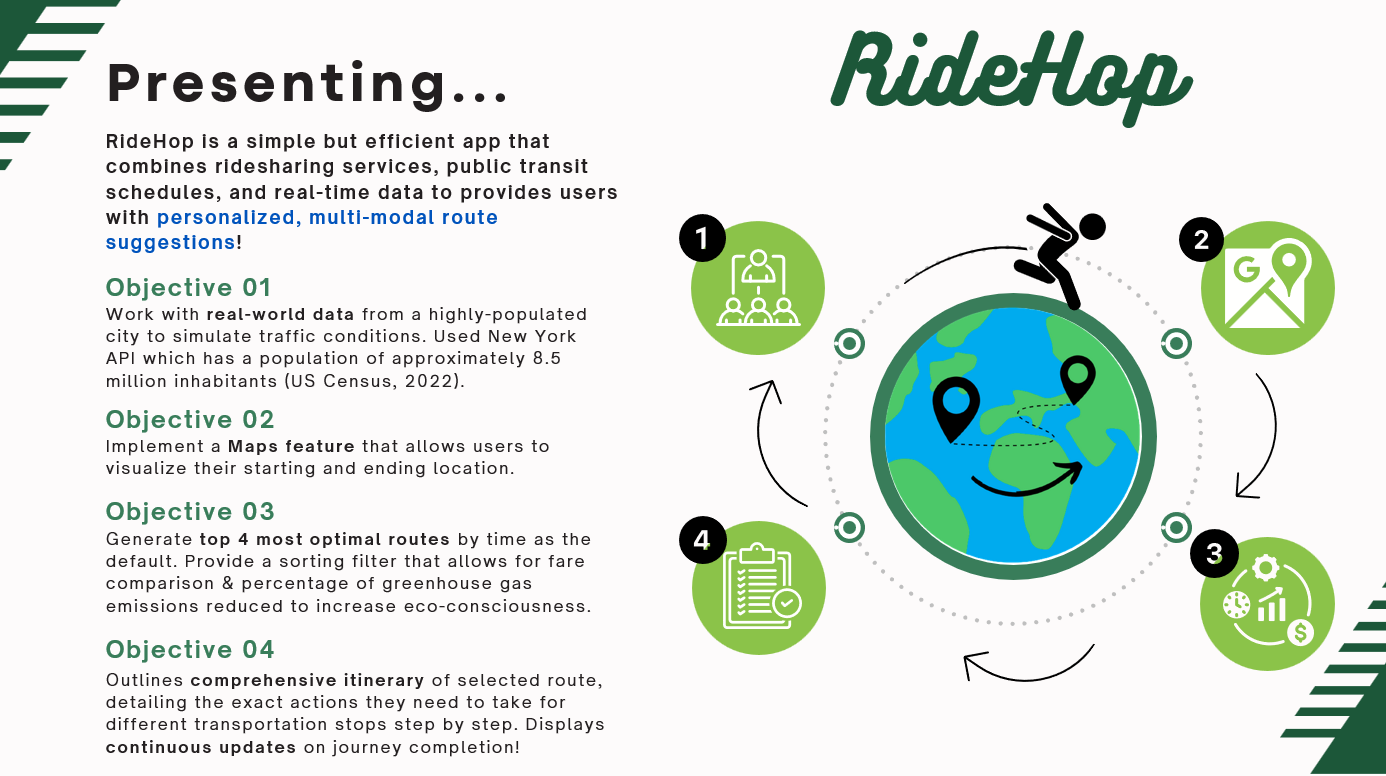 Presenting...
RideHop is a simple but efficient app that
combines ridesharing services, public transit
schedules, and real-time data to provides users
with personalized, multi-modal route
suggestions!
Objective 01
Work with real-world data from a highly-populated
city to simulate traffic conditions. Used New York
API which has a population of approximately 8.5
million inhabitants (US Census, 2022).
Objective 02
Implement a Maps feature that allows users to
visualize their starting and ending location.
Objective 03
Generate top 4 most optimal routes by time as the
default. Provide a sorting filter that allows for fare
comparison & percentage of greenhouse gas
emissions reduced to increase eco-consciousness.
Objective 04
Outlines comprehensive itinerary of selected route,
detailing the exact actions they need to take for
different transportation stops step by step. Displays
continuous updates on journey completion!
RideHop
1
2
G
3
$
4